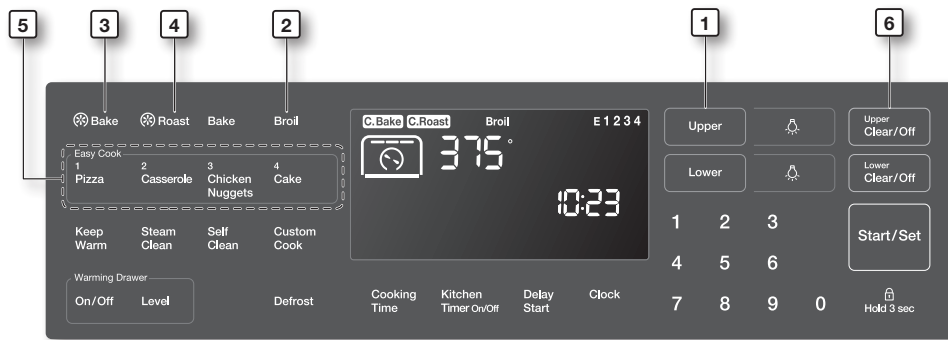 5
3
4
2
1
6
Bake Roast Bake Broil
C.Bake C.Roast Broil E 1 2 3 4
Upper
Upper
Clear/Off
Easy Cook
375°
1 2 3 4
Pizza Casserole Chicken Cake
Nuggets
Lower
Lower
Clear/Off
10:23
Keep Steam Self Custom
Warm Clean Clean Cook
1 2 3
Start/Set
4 5 6
Warming Drawer
On/Off Level Defrost
Cooking Kitchen Delay Clock
Time Timer On/Off Start
7 8 9 0
Hold 3 sec